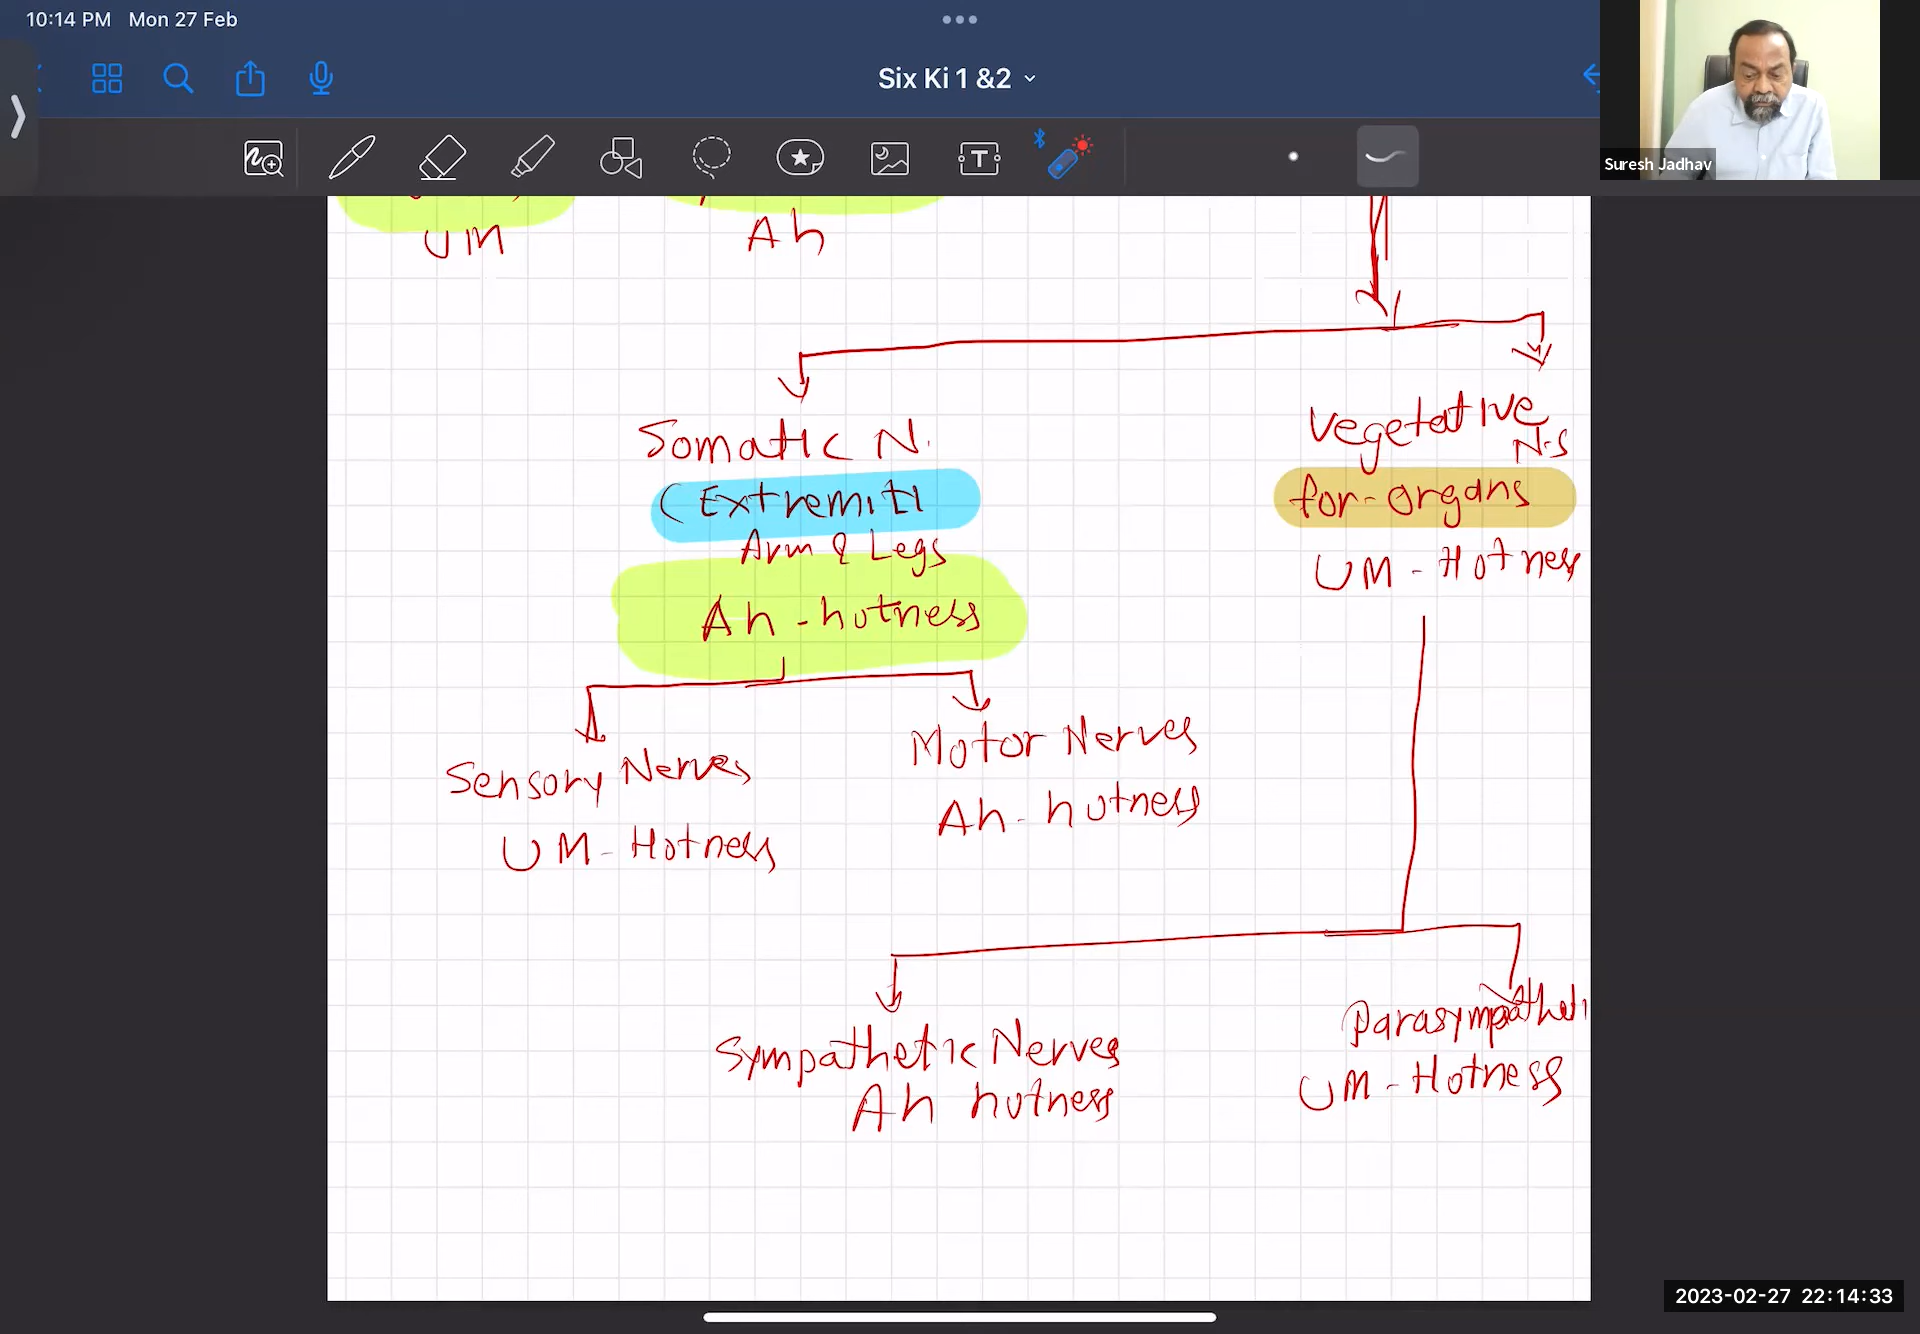 10:14 PM Mon 27 Feb
Six Ki 1 &2
Suresh Jadhav
UM
Ah
Somatic N.
Vegetative
N.S
(Extremiti
for-organs
Arm & Legs
UM - Hotness
Ah - hotness
Sensory Nerves
Motor Nerves
UM - Hotness
Ah - hotness
Sympathetic Nerves
Parasympatheti
Ah hotness
UM - Hotness
2023-02-27 22:14:33